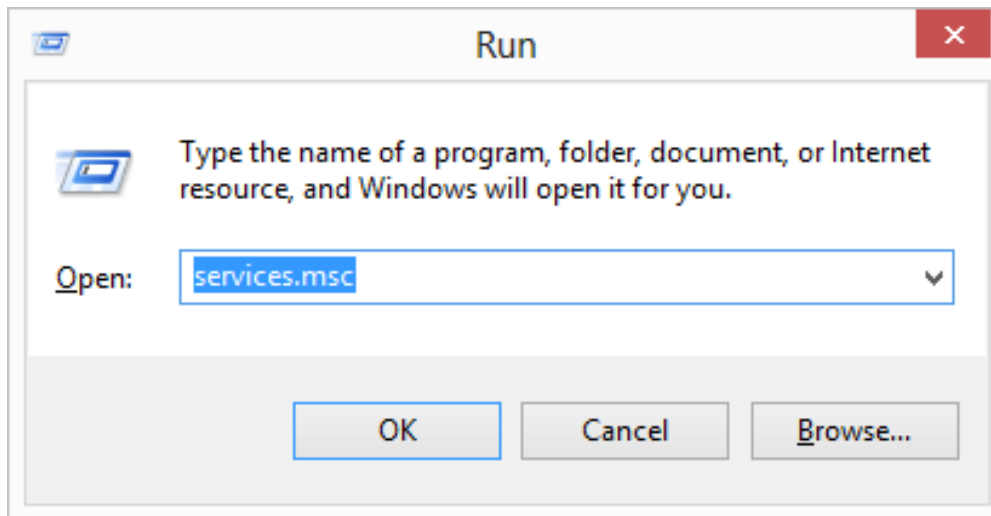 Run
Type the name of a program, folder, document, or Internet
resource, and Windows will open it for you.
Open: services.msc
OK Cancel Browse...